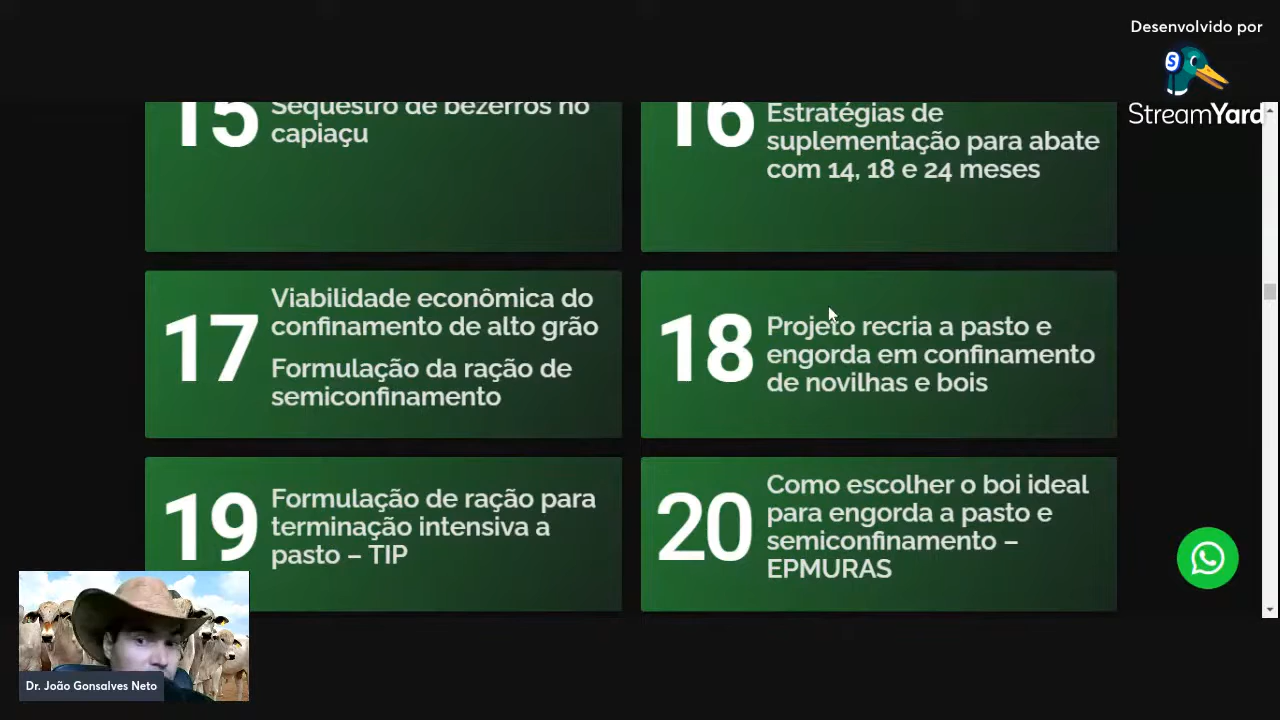 Desenvolvido por
S
StreamYard
15
Sequestro de bezerros no
capiaçu
16
Estratégias de
suplementação para abate
com 14, 18 e 24 meses
17
Viabilidade econômica do
confinamento de alto grão
Formulação da ração de
semiconfinamento
18
Projeto recria a pasto e
engorda em confinamento
de novilhas e bois
19
Formulação de ração para
terminação intensiva a
pasto – TIP
20
Como escolher o boi ideal
para engorda a pasto e
semiconfinamento –
EPMURAS
Dr. João Gonsalves Neto